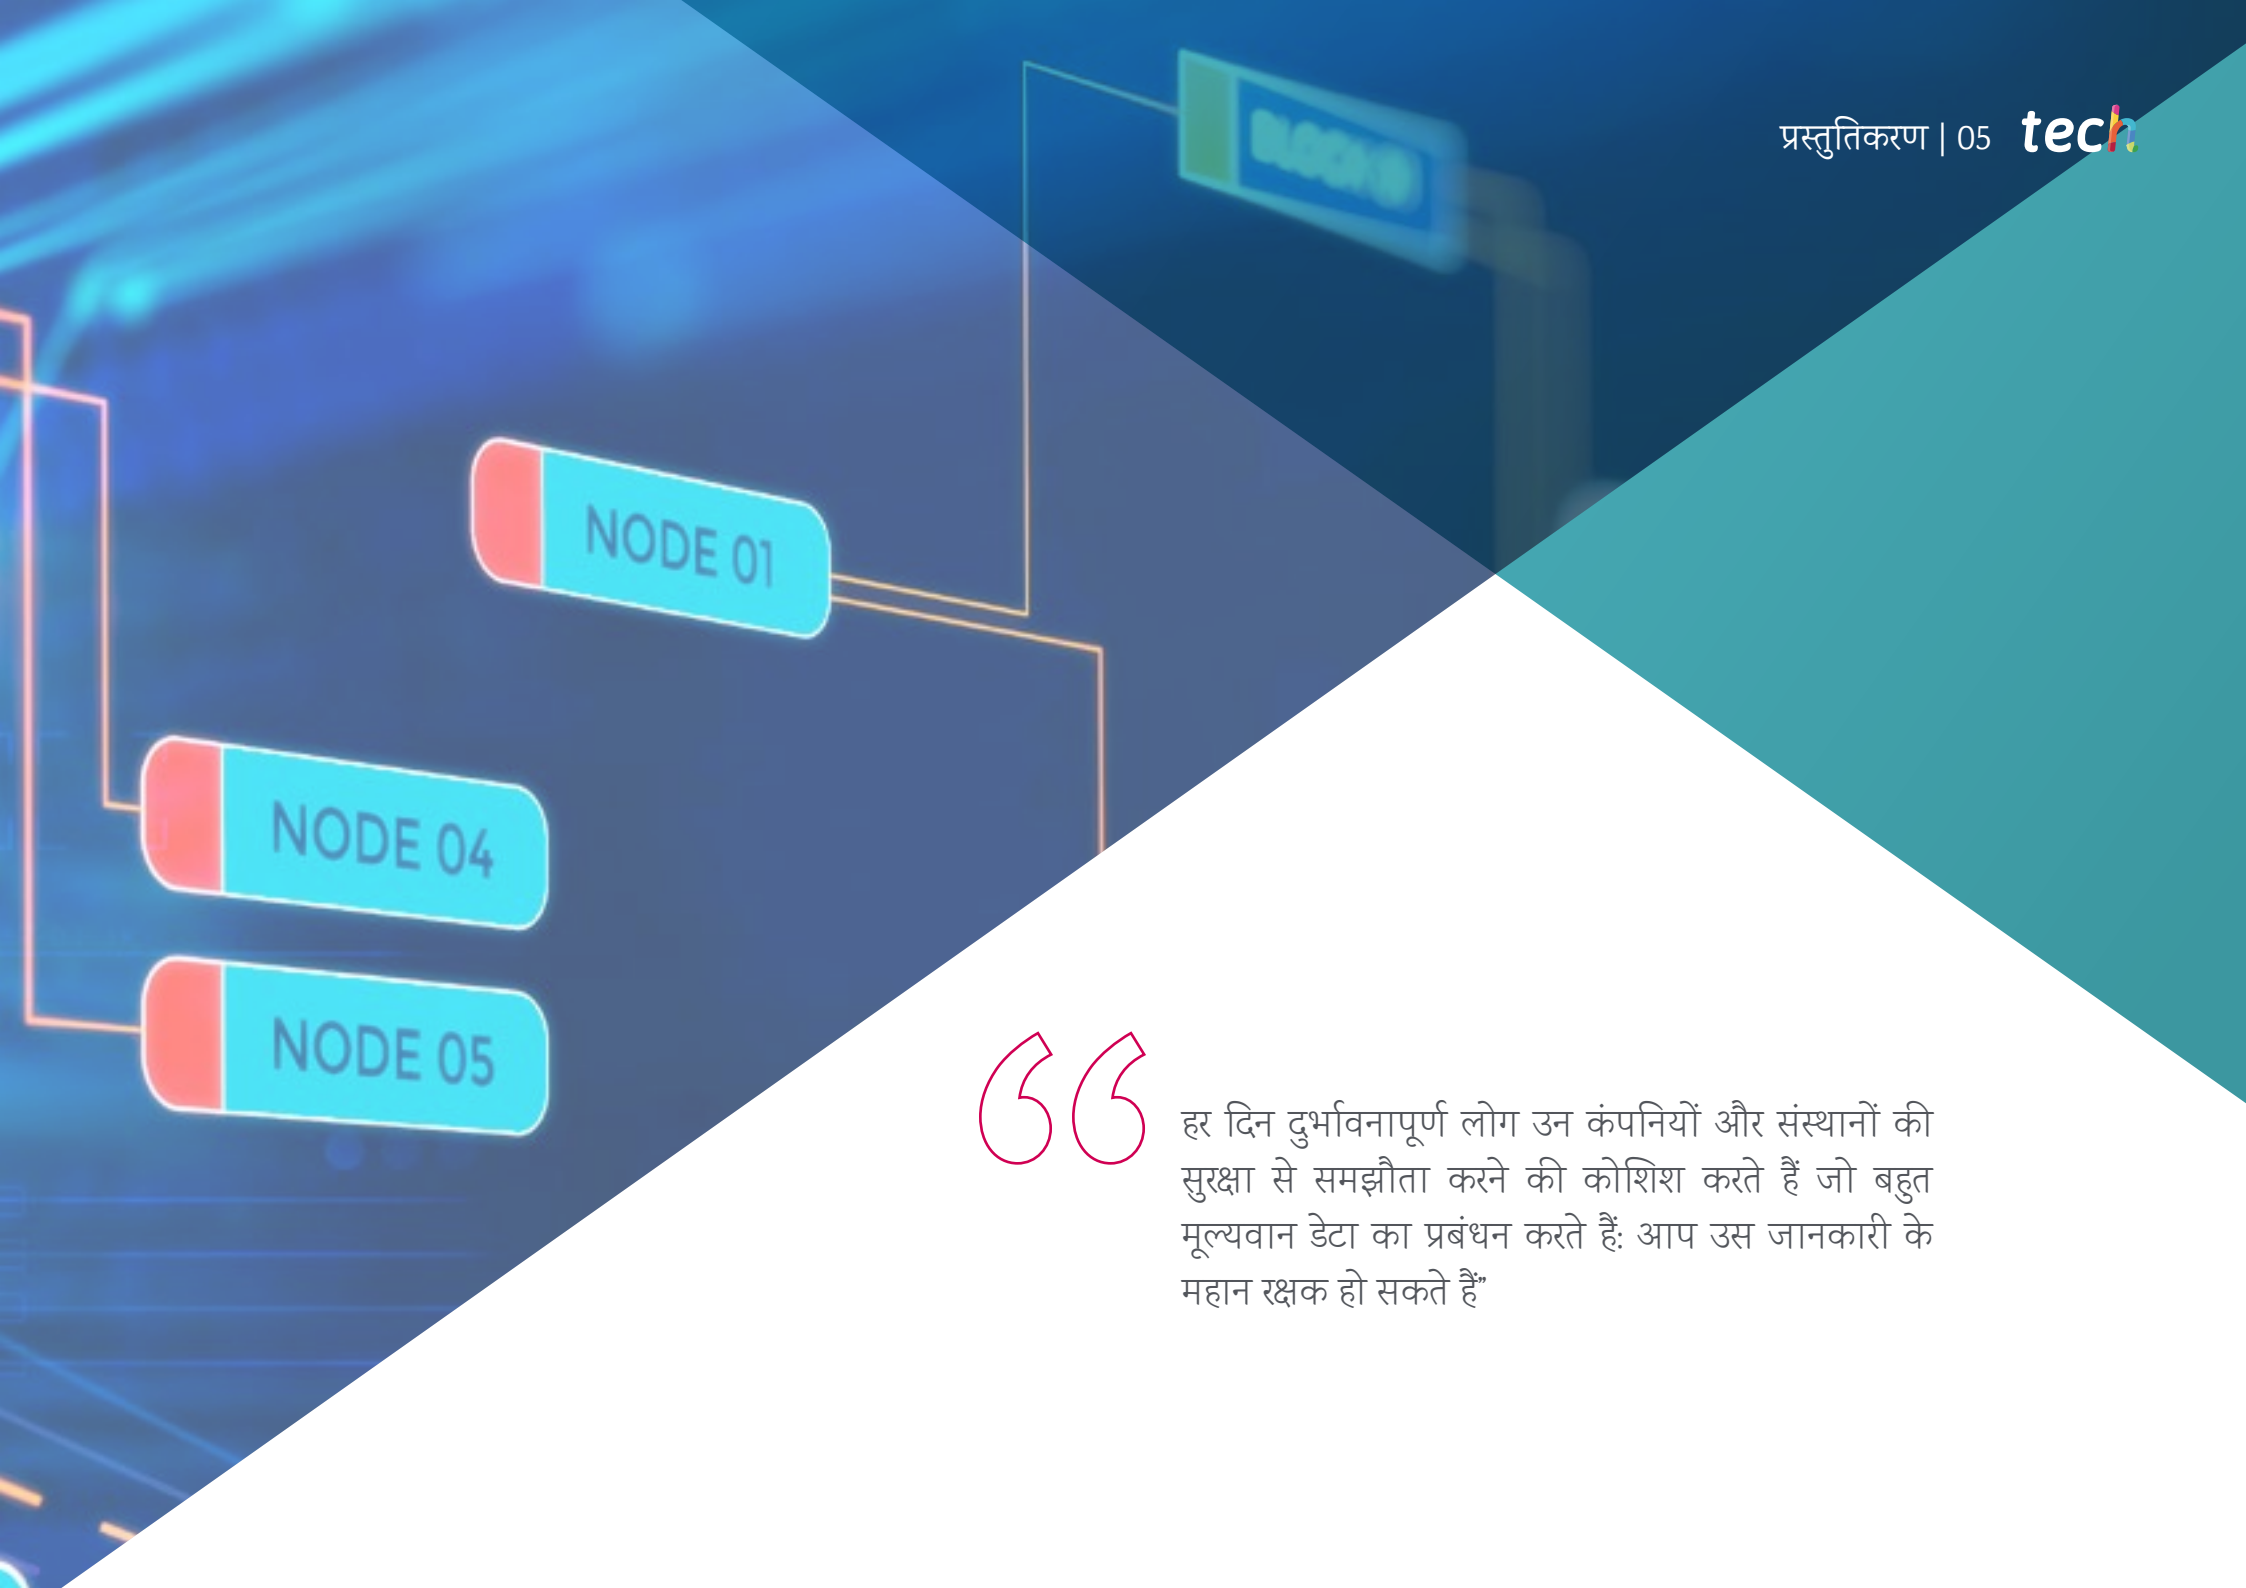 प्रस्तुतिकरण | 05 tech
NODE 01
NODE 04
NODE 05
“हर दिन दुर्भावनापूर्ण लोग उन कंपनियों और संस्थानों की
सुरक्षा से समझौता करने की कोशिश करते हैं जो बहुत
मूल्यवान डेटा का प्रबंधन करते हैं: आप उस जानकारी के
महान रक्षक हो सकते हैं”